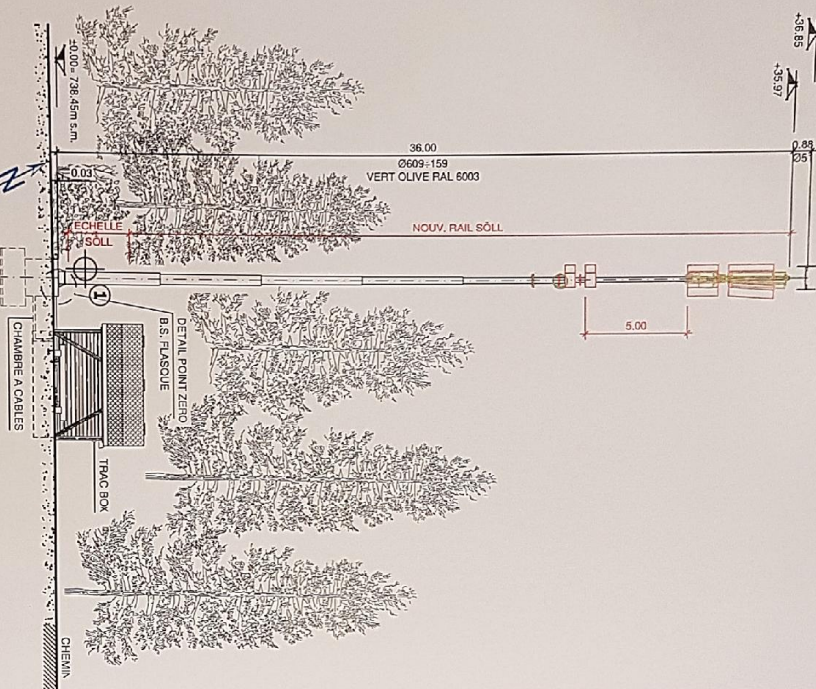 +36.85
+35.97
0.88
Ø5
36.00
Ø609÷159
VERT OLIVE RAL 6003
NOUV. RAIL SÖLL
5.00
ECHELLE
SÖLL
0.03
±0.00= 738.45m s.m.
N
1
DETAIL POINT ZERO
B.S. FLASQUE
TRAC BOX
CHAMBRE A CABLES
CHEMIN